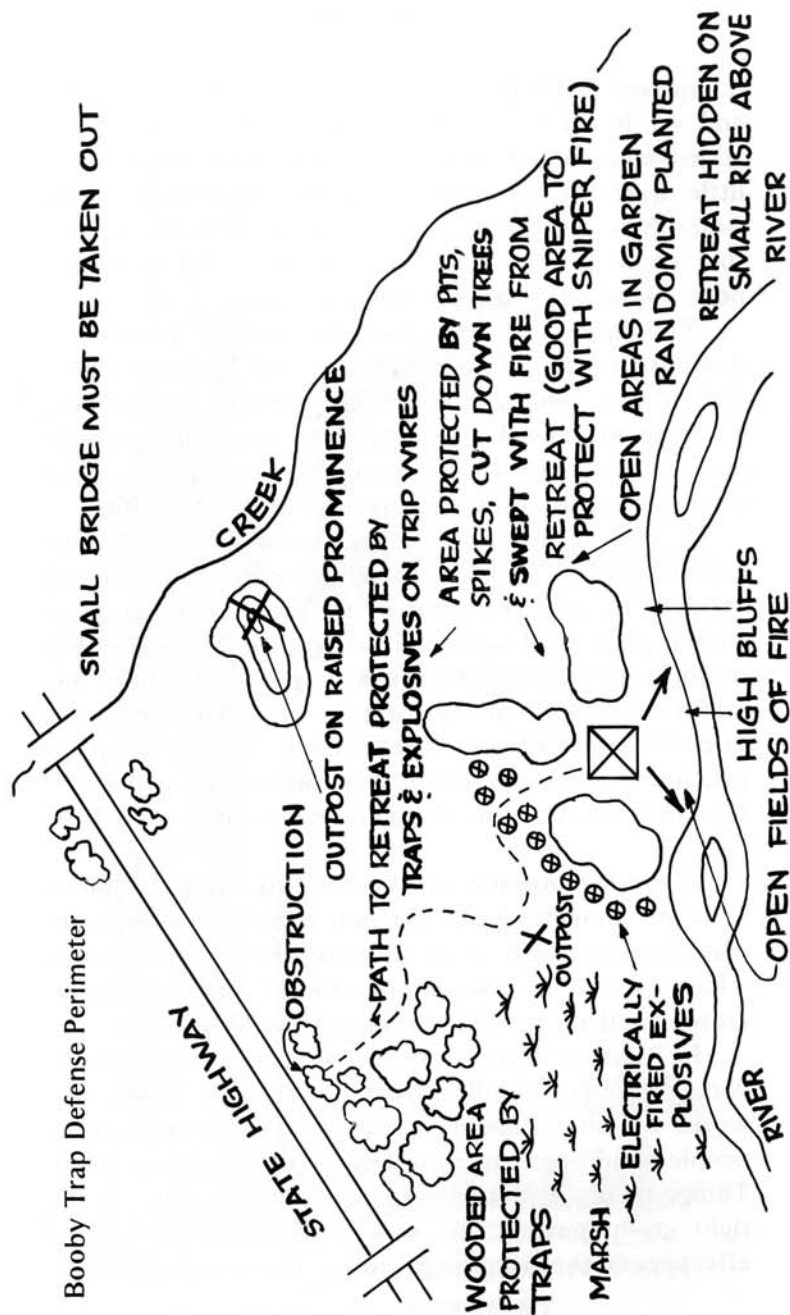 Booby Trap Defense Perimeter
SMALL BRIDGE MUST BE TAKEN OUT
STATE HIGHWAY
CREEK
OBSTRUCTION
OUTPOST ON RAISED PROMINENCE
PATH TO RETREAT PROTECTED BY
TRAPS & EXPLOSIVES ON TRIP WIRES
AREA PROTECTED BY PITS,
SPIKES, CUT DOWN TREES
& SWEPT WITH FIRE FROM
RETREAT (GOOD AREA TO
PROTECT WITH SNIPER FIRE)
OPEN AREAS IN GARDEN
RANDOMLY PLANTED
RETREAT HIDDEN ON
SMALL RISE ABOVE
RIVER
WOODED AREA
PROTECTED BY
TRAPS
OUTPOST
MARSH
ELECTRICALLY
FIRED EX-
PLOSIVES
HIGH BLUFFS
OPEN FIELDS OF FIRE
RIVER